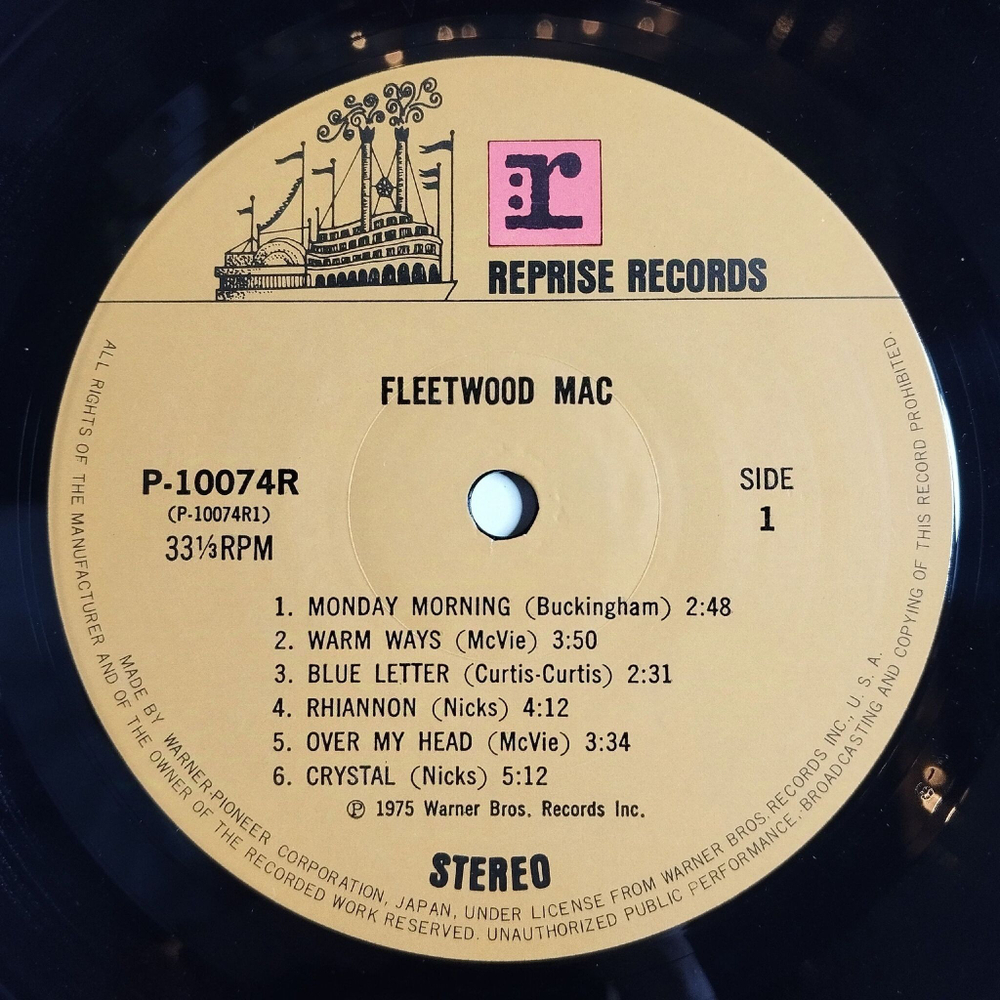 r
REPRISE RECORDS
FLEETWOOD MAC
P-10074R
(P-10074R1)
33⅓RPM
SIDE
1
1. MONDAY MORNING (Buckingham) 2:48
2. WARM WAYS (McVie) 3:50
3. BLUE LETTER (Curtis-Curtis) 2:31
4. RHIANNON (Nicks) 4:12
5. OVER MY HEAD (McVie) 3:34
6. CRYSTAL (Nicks) 5:12
Ⓟ 1975 Warner Bros. Records Inc.
STEREO
MADE BY WARNER-PIONEER CORPORATION, JAPAN, UNDER LICENSE FROM WARNER BROS. RECORDS INC., U. S. A.
ALL RIGHTS OF THE MANUFACTURER AND OF THE OWNER OF THE RECORDED WORK RESERVED. UNAUTHORIZED PUBLIC PERFORMANCE, BROADCASTING AND COPYING OF THIS RECORD PROHIBITED.